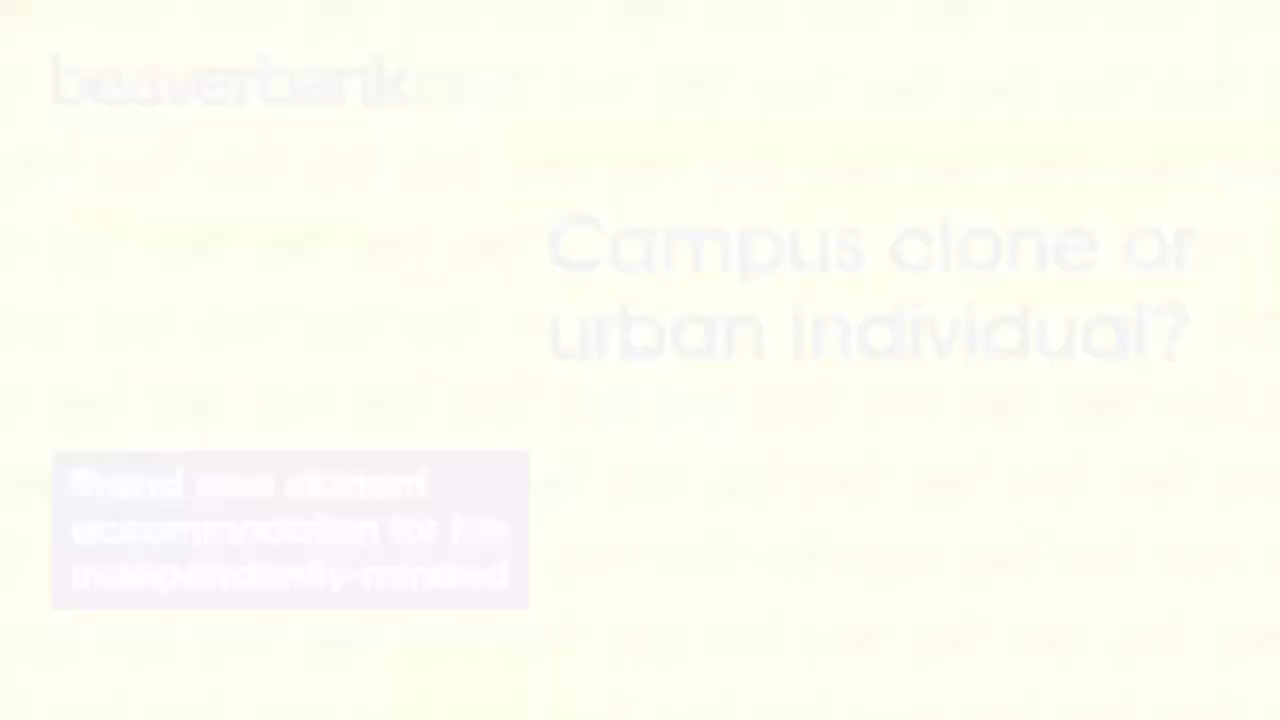 beaverbank
Campus clone or
urban individual?
Brand new student
accommodation for the
independently-minded